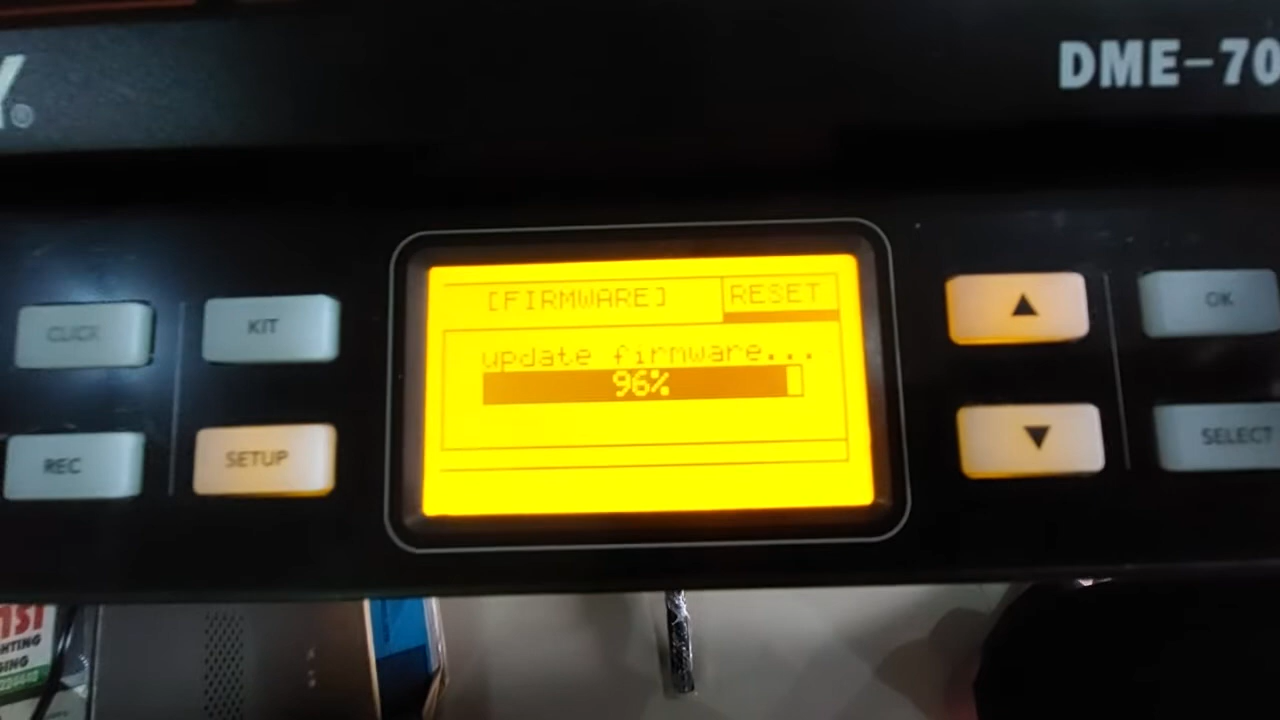 Y®
DME-70
CLICK
KIT
REC
SETUP
[FIRMWARE]
RESET
update firmware...
96%
▲
▼
OK
SELECT